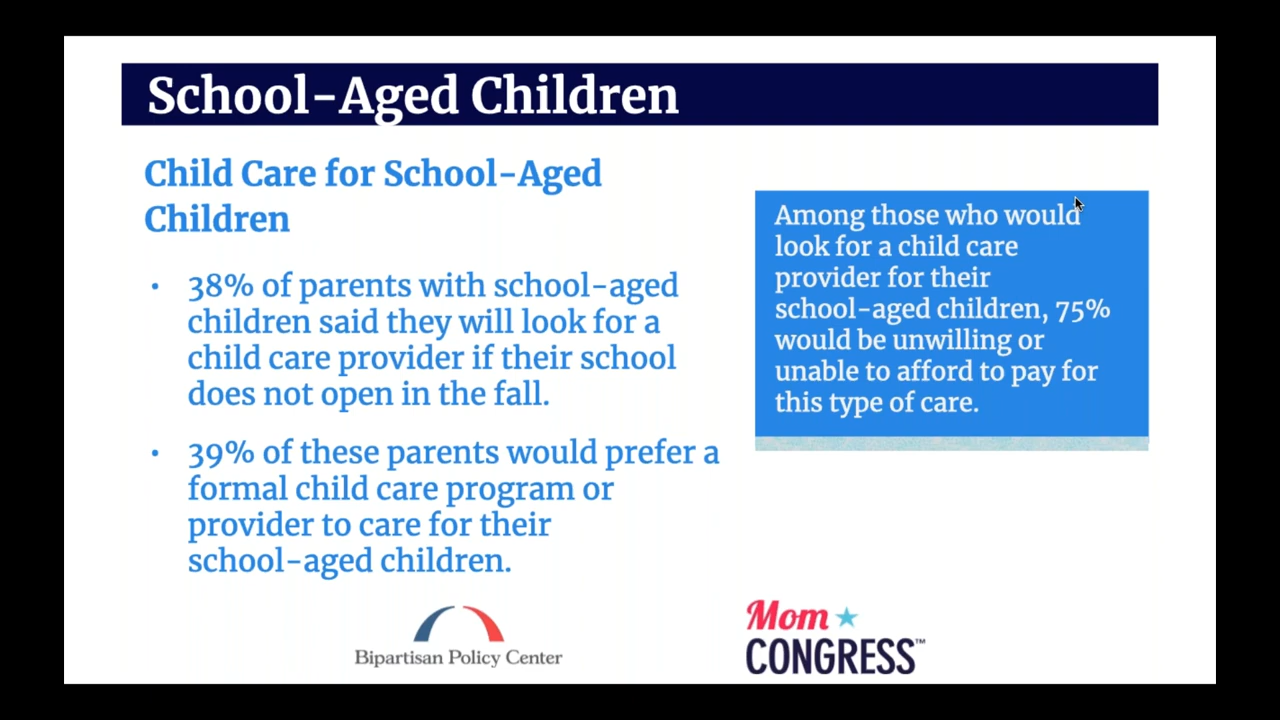 School-Aged Children
Child Care for School-Aged
Children
• 38% of parents with school-aged
children said they will look for a
child care provider if their school
does not open in the fall.
• 39% of these parents would prefer a
formal child care program or
provider to care for their
school-aged children.
Among those who would
look for a child care
provider for their
school-aged children, 75%
would be unwilling or
unable to afford to pay for
this type of care.
Bipartisan Policy Center
Mom
CONGRESS™